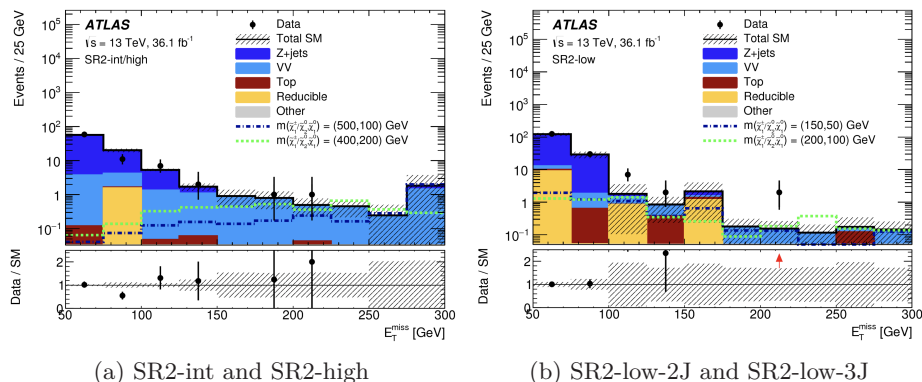 Events / 25 GeV
10⁵
10⁴
10³
10²
10
1
10⁻¹
ATLAS
√s = 13 TeV, 36.1 fb⁻¹
SR2-int/high
Data
Total SM
Z+jets
VV
Top
Reducible
Other
m(χ̃₁±/χ̃₂⁰,χ̃₁⁰) = (500,100) GeV
m(χ̃₁±/χ̃₂⁰,χ̃₁⁰) = (400,200) GeV
Data / SM
2
1
0
50 100 150 200 250 300
E_T^miss [GeV]
(a) SR2-int and SR2-high
Events / 25 GeV
10⁵
10⁴
10³
10²
10
1
10⁻¹
ATLAS
√s = 13 TeV, 36.1 fb⁻¹
SR2-low
Data
Total SM
Z+jets
VV
Top
Reducible
Other
m(χ̃₁±/χ̃₂⁰,χ̃₁⁰) = (150,50) GeV
m(χ̃₁±/χ̃₂⁰,χ̃₁⁰) = (200,100) GeV
Data / SM
2
1
0
50 100 150 200 250 300
E_T^miss [GeV]
(b) SR2-low-2J and SR2-low-3J